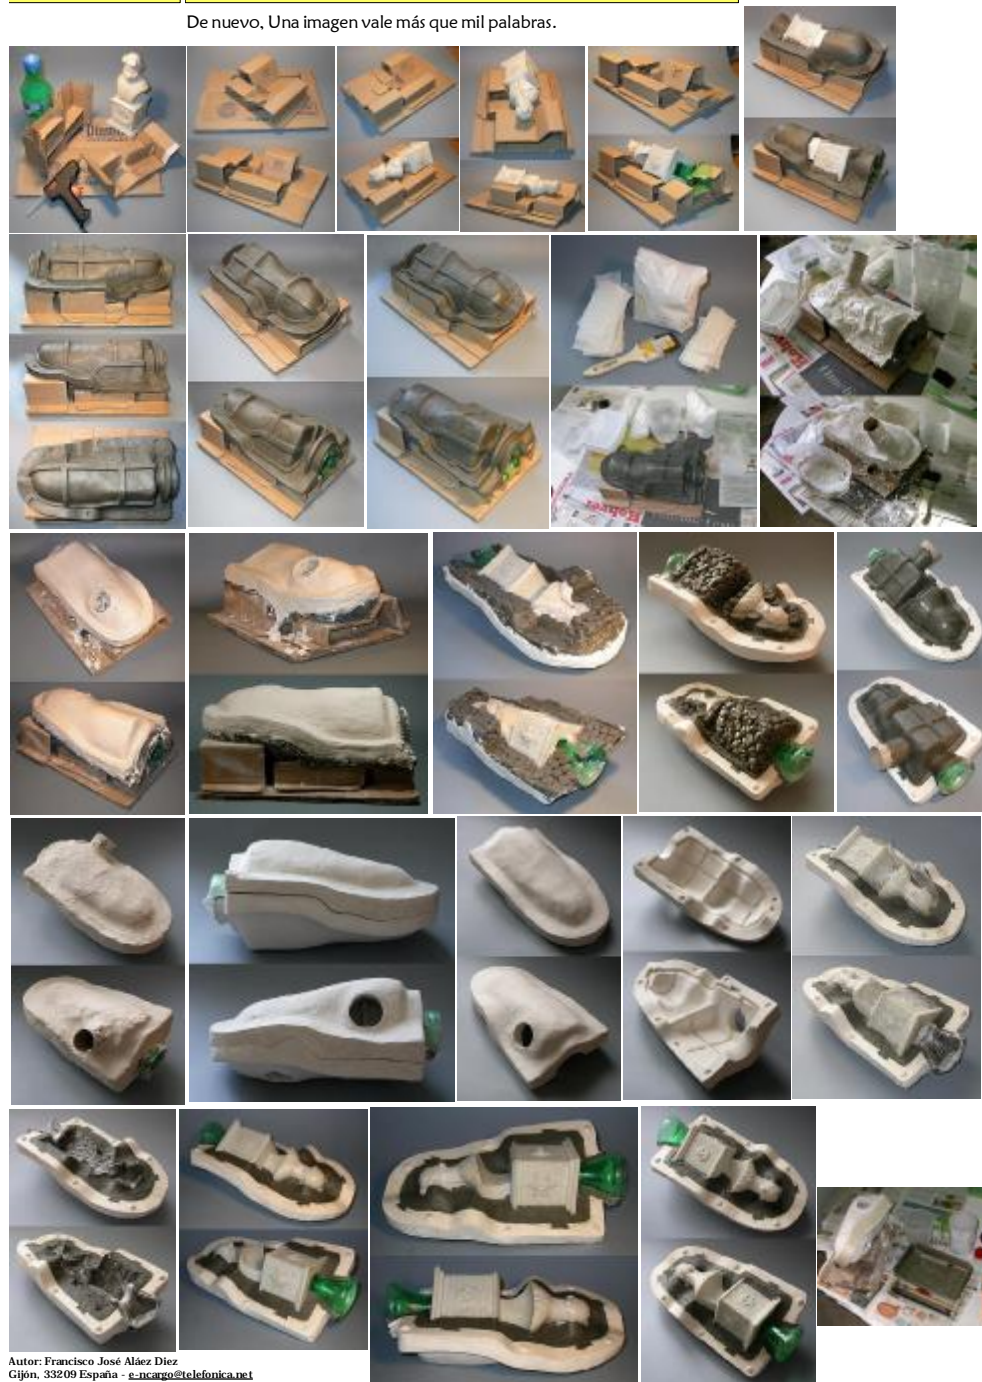 De nuevo, Una imagen vale más que mil palabras.
Autor: Francisco José Aláez Díez
Gijón, 33209 España - e-ncargo@telefonica.net